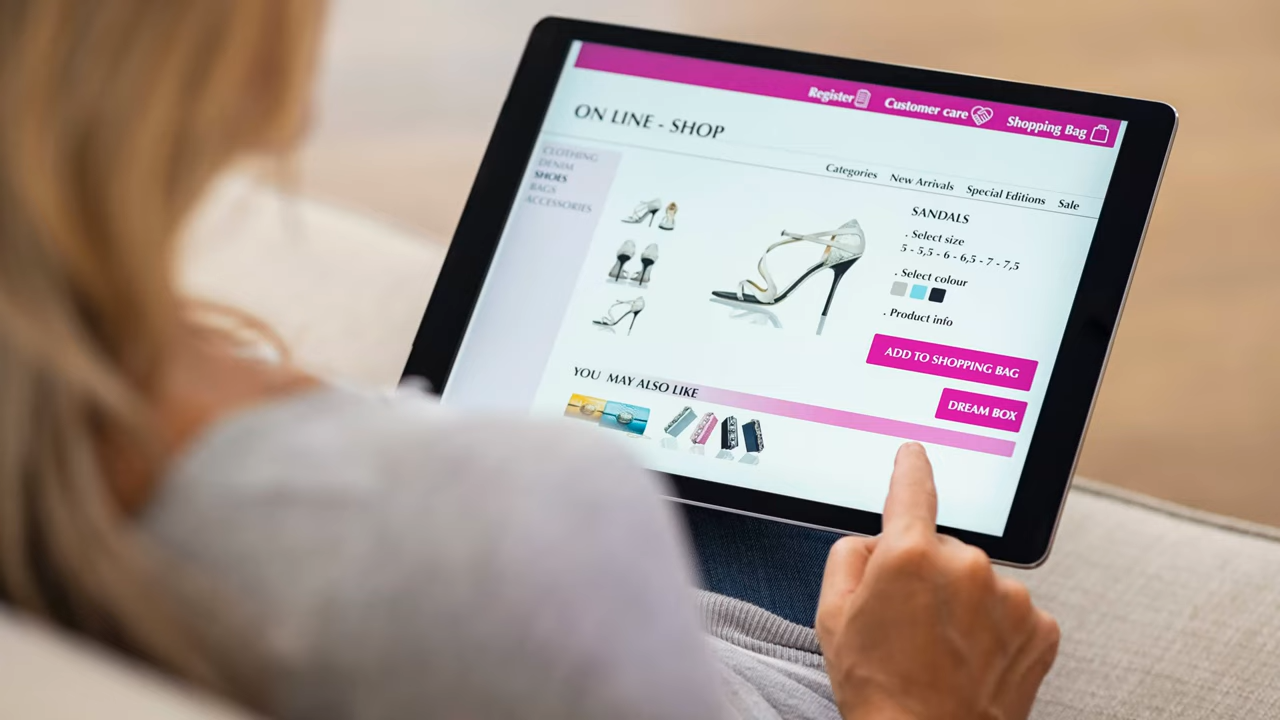 Register
Customer care
Shopping Bag
ON LINE - SHOP
Categories
New Arrivals
Special Editions
Sale
CLOTHING
DENIM
SHOES
BAGS
ACCESSORIES
SANDALS
. Select size
5 - 5,5 - 6 - 6,5 - 7 - 7,5
. Select colour
. Product info
ADD TO SHOPPING BAG
DREAM BOX
YOU MAY ALSO LIKE